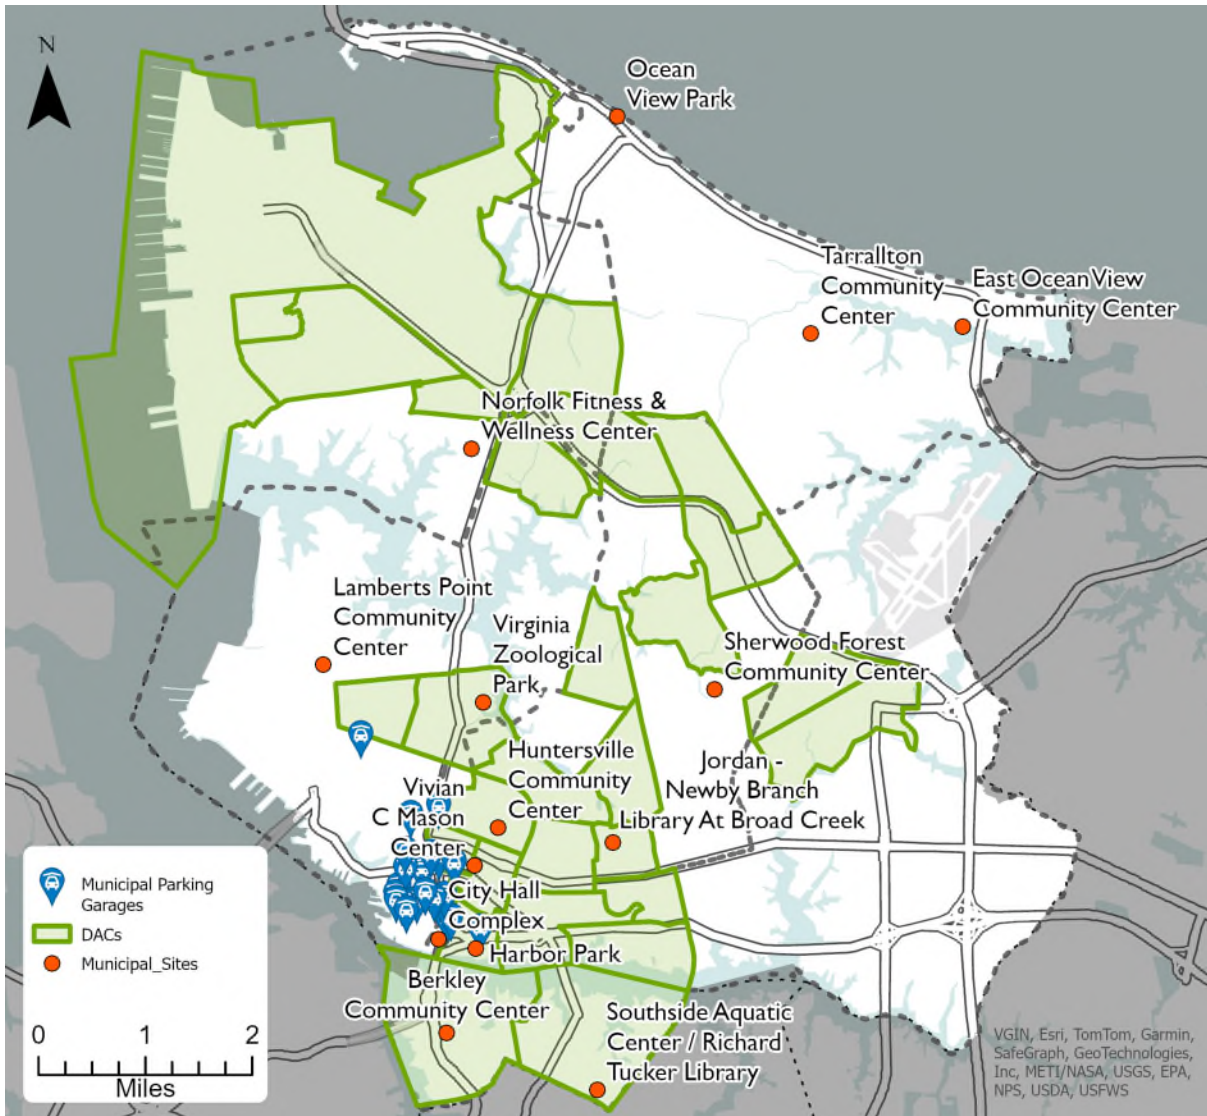 N
Ocean
View Park
Tarrallton
Community
Center
East Ocean View
Community Center
Norfolk Fitness &
Wellness Center
Lamberts Point
Community
Center
Virginia
Zoological
Park
Sherwood Forest
Community Center
Huntersville
Community
Center
Jordan -
Newby Branch
Library At Broad Creek
Vivian
C Mason
Center
City Hall
Complex
Harbor Park
Berkley
Community Center
Southside Aquatic
Center / Richard
Tucker Library
Municipal Parking
Garages
DACs
Municipal_Sites
0 1 2
Miles
VGIN, Esri, TomTom, Garmin,
SafeGraph, GeoTechnologies,
Inc, METI/NASA, USGS, EPA,
NPS, USDA, USFWS